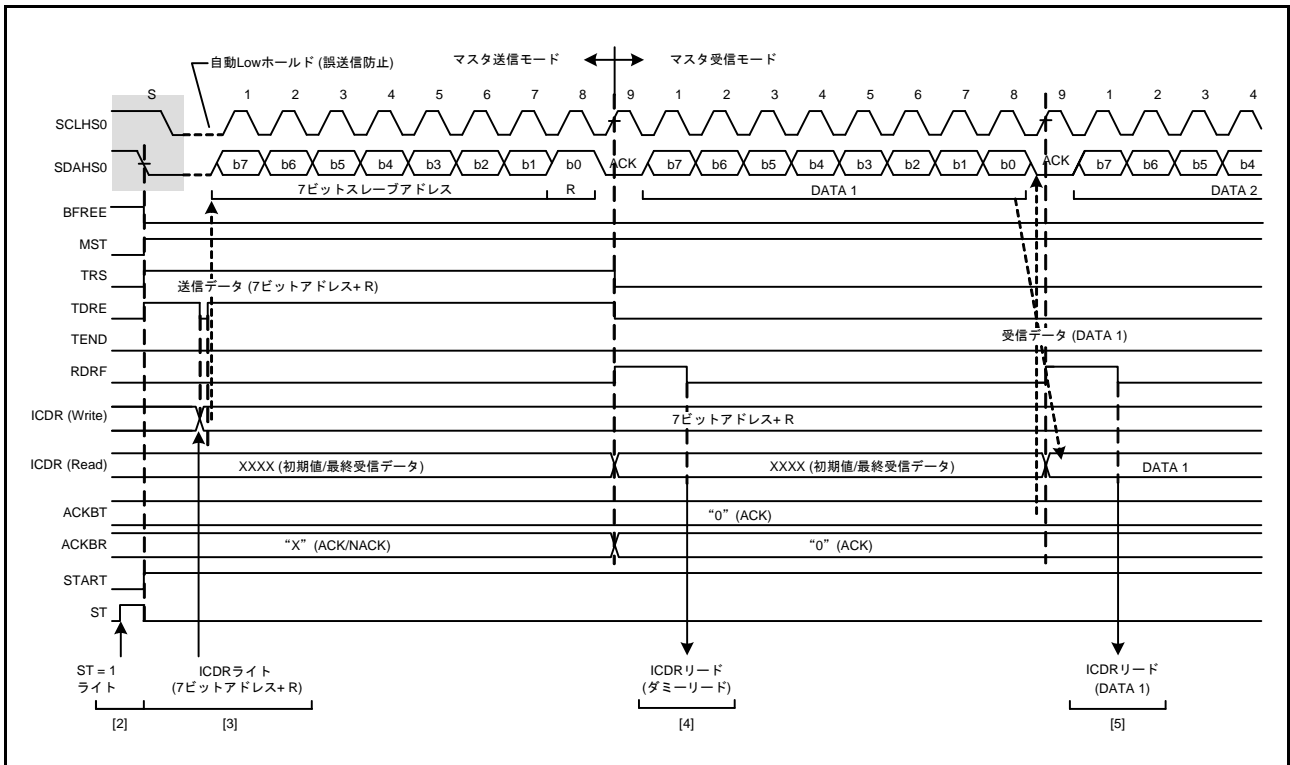 自動Lowホールド (誤送信防止)
マスタ送信モード
マスタ受信モード
S 1 2 3 4 5 6 7 8 9 1 2 3 4 5 6 7 8 9 1 2 3 4
SCLHS0
SDAHS0 b7 b6 b5 b4 b3 b2 b1 b0 ACK b7 b6 b5 b4 b3 b2 b1 b0 ACK b7 b6 b5 b4
7ビットスレーブアドレス R DATA 1 DATA 2
BFREE
MST
TRS
送信データ (7ビットアドレス+ R)
TDRE
TEND
受信データ (DATA 1)
RDRF
ICDR (Write) 7ビットアドレス+ R
ICDR (Read) XXXX (初期値/最終受信データ) XXXX (初期値/最終受信データ) DATA 1
ACKBT “0” (ACK)
ACKBR “X” (ACK/NACK) “0” (ACK)
START
ST
ST = 1
ライト
ICDRライト
(7ビットアドレス+ R)
ICDRリード
(ダミーリード)
ICDRリード
(DATA 1)
[2] [3] [4] [5]